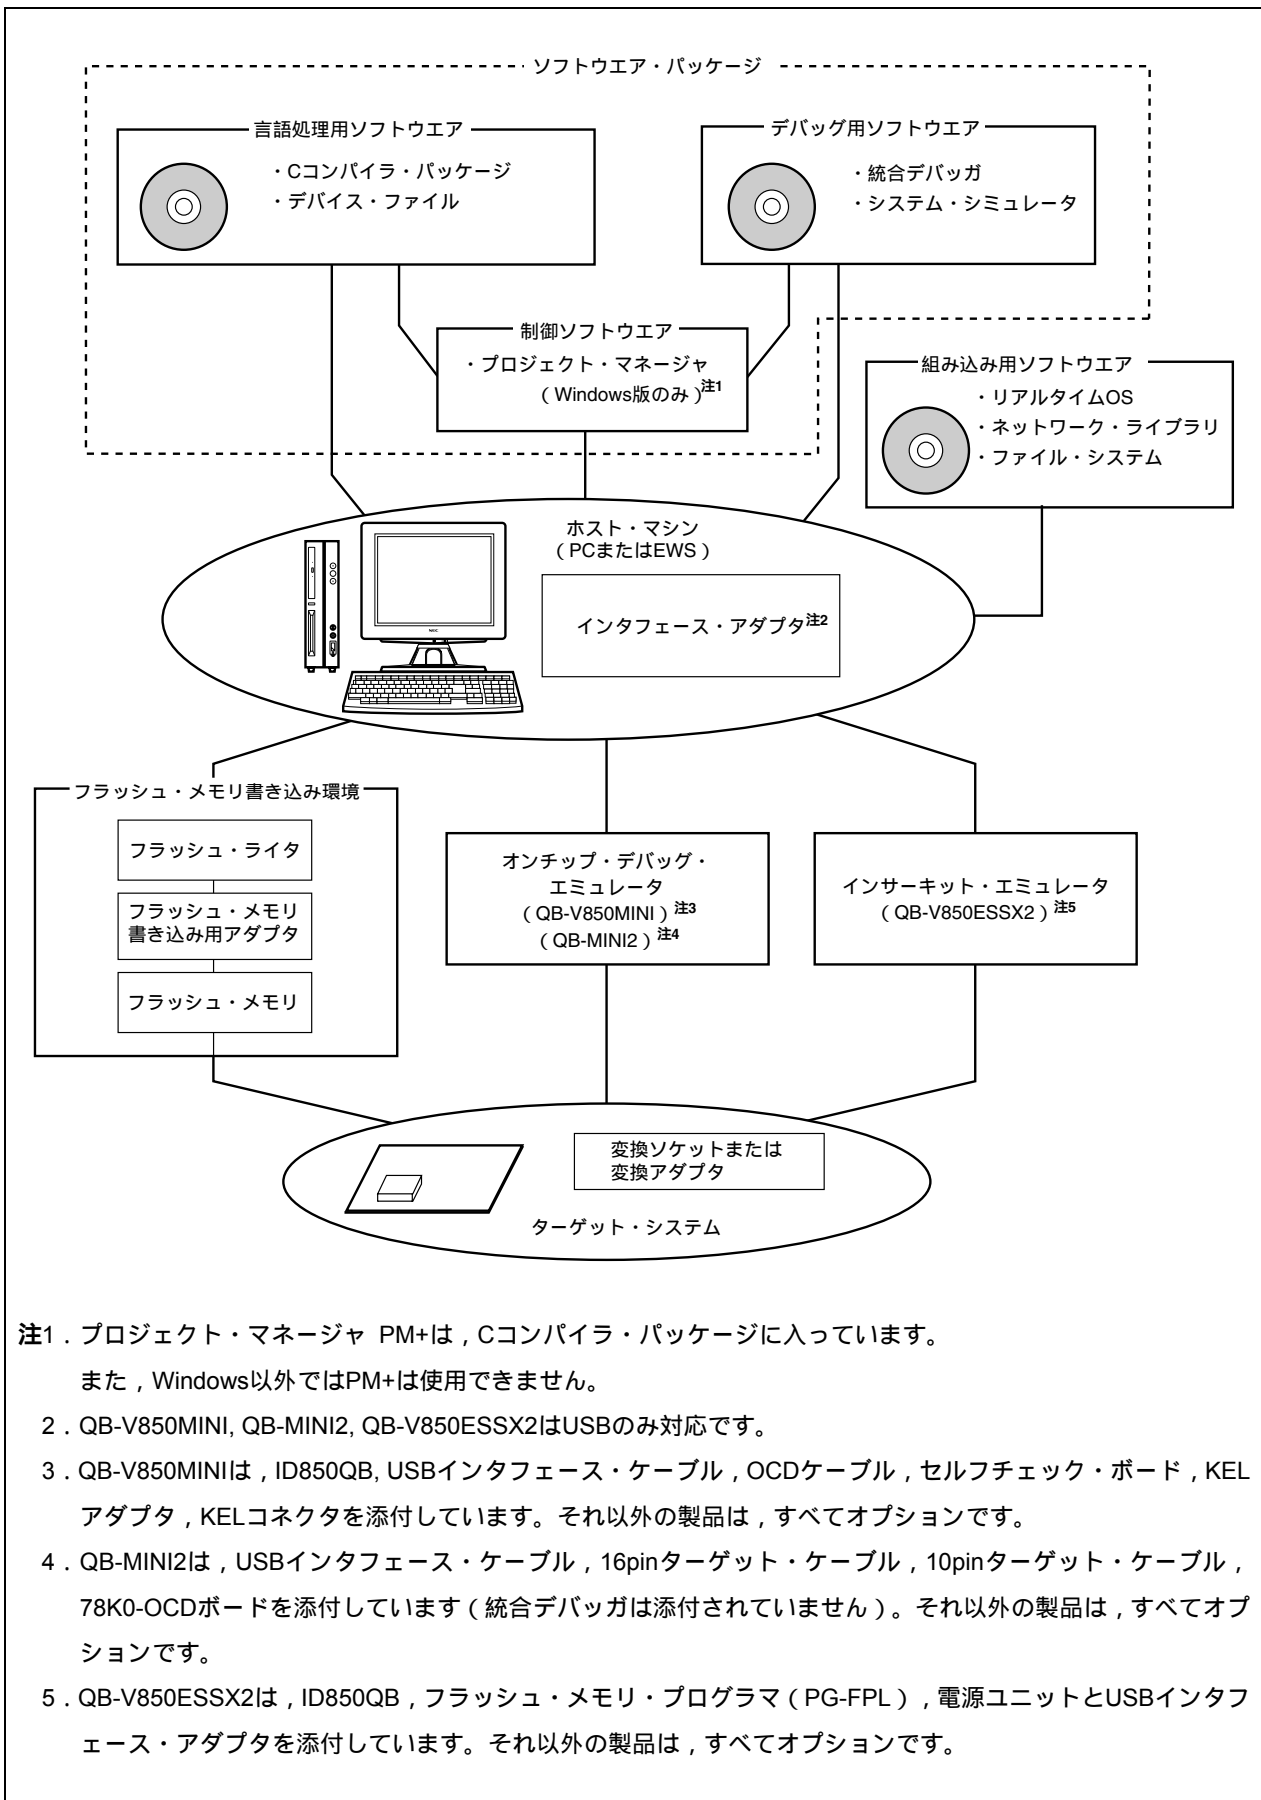 ソフトウエア・パッケージ
言語処理用ソフトウエア
・Cコンパイラ・パッケージ
・デバイス・ファイル
デバッグ用ソフトウエア
・統合デバッガ
・システム・シミュレータ
制御ソフトウエア
・プロジェクト・マネージャ
（Windows版のみ）注1
組み込み用ソフトウエア
・リアルタイムOS
・ネットワーク・ライブラリ
・ファイル・システム
ホスト・マシン
（PCまたはEWS）
インタフェース・アダプタ注2
NEC
フラッシュ・メモリ書き込み環境
フラッシュ・ライタ
フラッシュ・メモリ
書き込み用アダプタ
フラッシュ・メモリ
オンチップ・デバッグ・
エミュレータ
（QB-V850MINI）注3
（QB-MINI2）注4
インサーキット・エミュレータ
（QB-V850ESSX2）注5
変換ソケットまたは
変換アダプタ
ターゲット・システム
注1．プロジェクト・マネージャ PM+は，Cコンパイラ・パッケージに入っています。
また，Windows以外ではPM+は使用できません。
2．QB-V850MINI, QB-MINI2, QB-V850ESSX2はUSBのみ対応です。
3．QB-V850MINIは，ID850QB, USBインタフェース・ケーブル，OCDケーブル，セルフチェック・ボード，KEL
アダプタ，KELコネクタを添付しています。それ以外の製品は，すべてオプションです。
4．QB-MINI2は，USBインタフェース・ケーブル，16pinターゲット・ケーブル，10pinターゲット・ケーブル，
78K0-OCDボードを添付しています（統合デバッガは添付されていません）。それ以外の製品は，すべてオプ
ションです。
5．QB-V850ESSX2は，ID850QB，フラッシュ・メモリ・プログラマ（PG-FPL），電源ユニットとUSBインタフ
ェース・アダプタを添付しています。それ以外の製品は，すべてオプションです。